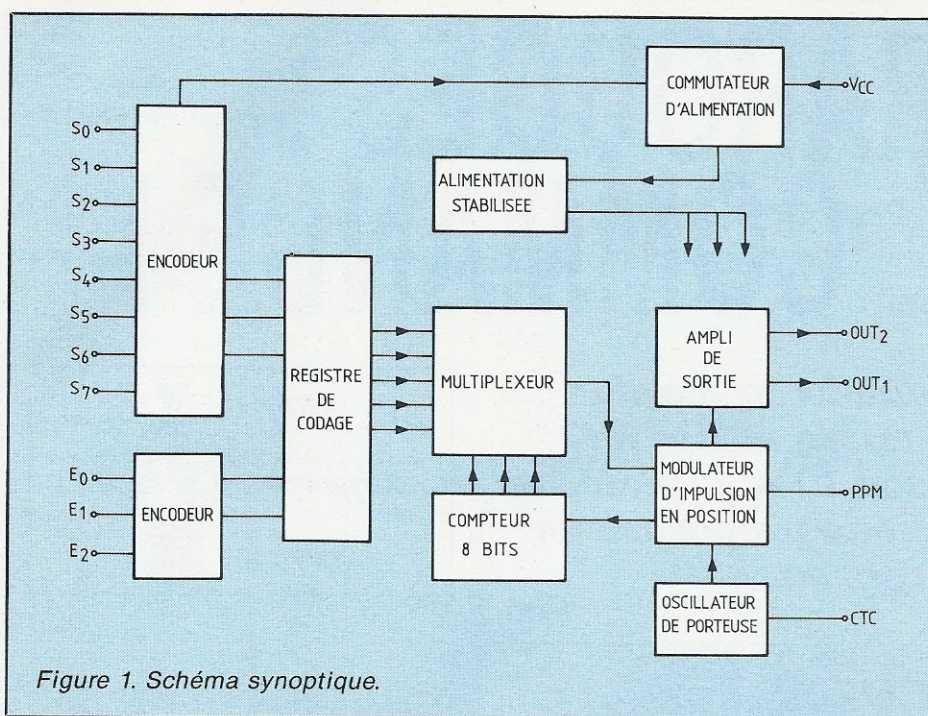 COMMUTATEUR
D'ALIMENTATION
VCC
S0
S1
S2
S3
S4
S5
S6
S7
ENCODEUR
ALIMENTATION
STABILISEE
REGISTRE
DE
CODAGE
MULTIPLEXEUR
AMPLI
DE
SORTIE
OUT2
OUT1
E0
E1
E2
ENCODEUR
COMPTEUR
8 BITS
MODULATEUR
D'IMPULSION
EN POSITION
PPM
OSCILLATEUR
DE PORTEUSE
CTC
Figure 1. Schéma synoptique.